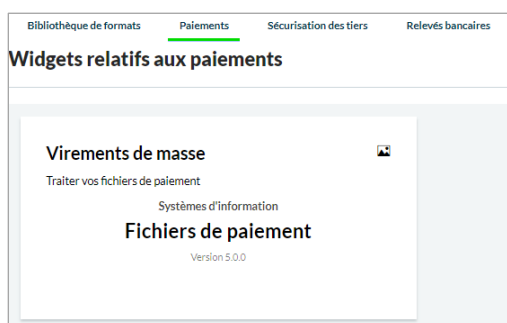 Bibliothèque de formats Paiements Sécurisation des tiers Relevés bancaires
Widgets relatifs aux paiements
Virements de masse
Traiter vos fichiers de paiement
Systèmes d'information
Fichiers de paiement
Version 5.0.0